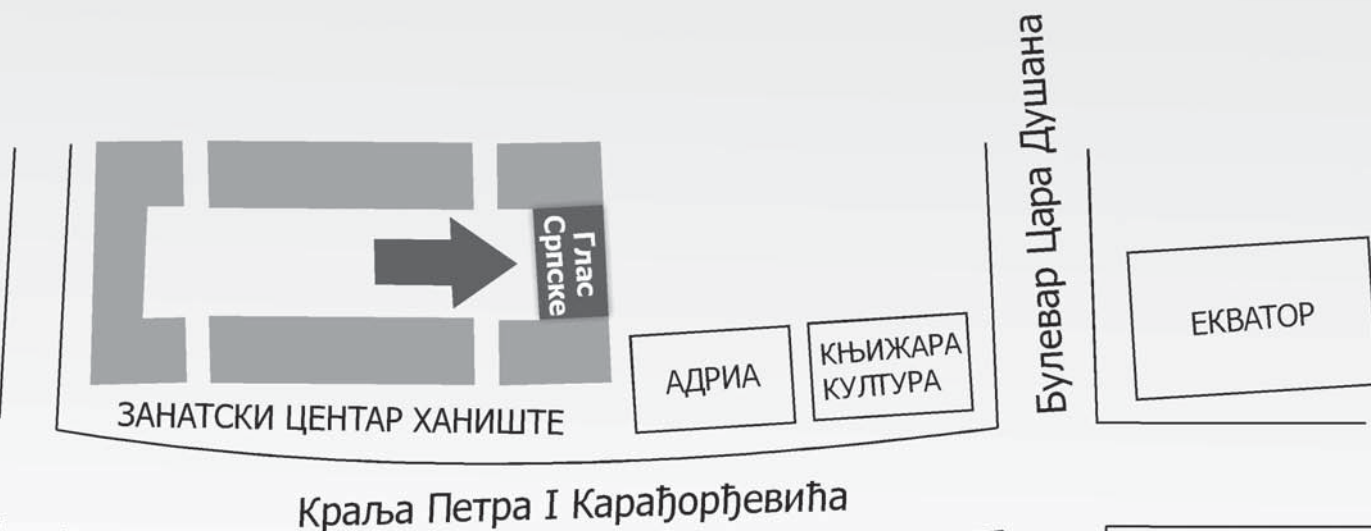 Булевар Цара Душана
Глас
Српске
ЕКВАТОР
АДРИА
КЊИЖАРА
КУЛТУРА
ЗАНАТСКИ ЦЕНТАР ХАНИШТЕ
Краља Петра I Карађорђевића